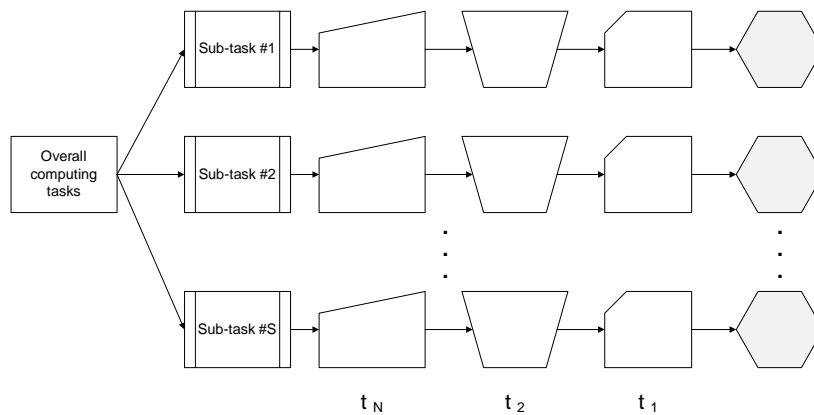 Sub-task #1
Overall
computing
tasks
Sub-task #2
Sub-task #S
t N
t 2
t 1